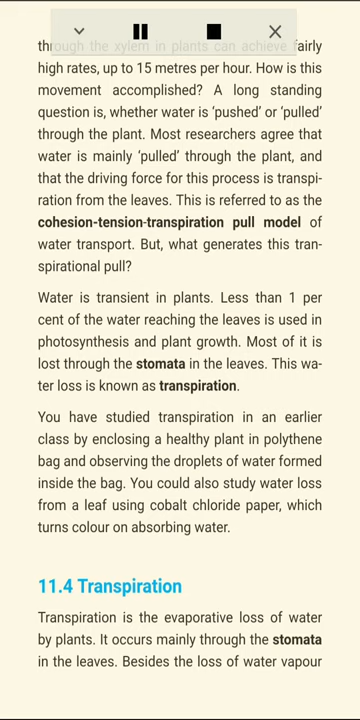 through the xylem in plants can achieve fairly
high rates, up to 15 metres per hour. How is this
movement accomplished? A long standing
question is, whether water is ‘pushed’ or ‘pulled’
through the plant. Most researchers agree that
water is mainly ‘pulled’ through the plant, and
that the driving force for this process is transpi-
ration from the leaves. This is referred to as the
cohesion-tension-transpiration pull model of
water transport. But, what generates this tran-
spirational pull?
Water is transient in plants. Less than 1 per
cent of the water reaching the leaves is used in
photosynthesis and plant growth. Most of it is
lost through the stomata in the leaves. This wa-
ter loss is known as transpiration.
You have studied transpiration in an earlier
class by enclosing a healthy plant in polythene
bag and observing the droplets of water formed
inside the bag. You could also study water loss
from a leaf using cobalt chloride paper, which
turns colour on absorbing water.
11.4 Transpiration
Transpiration is the evaporative loss of water
by plants. It occurs mainly through the stomata
in the leaves. Besides the loss of water vapour